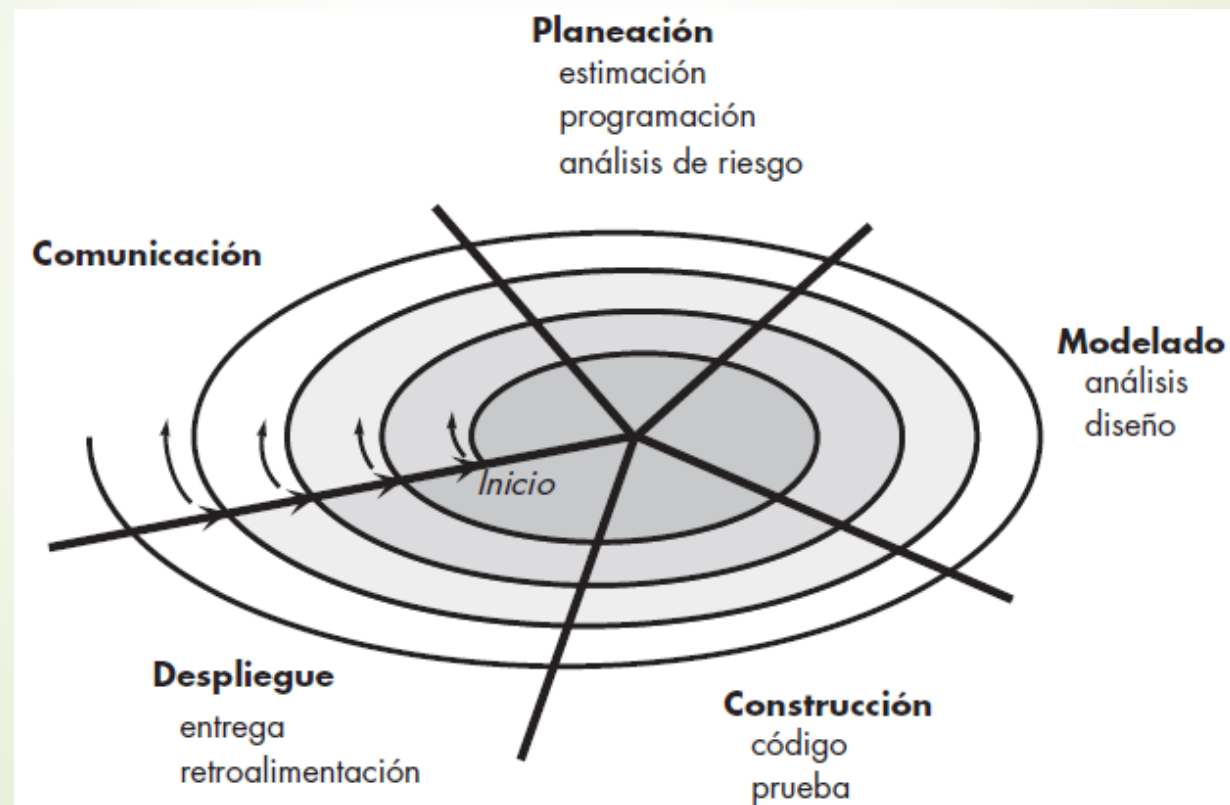 Planeación
estimación
programación
análisis de riesgo
Comunicación
Modelado
análisis
diseño
Inicio
Despliegue
entrega
retroalimentación
Construcción
código
prueba